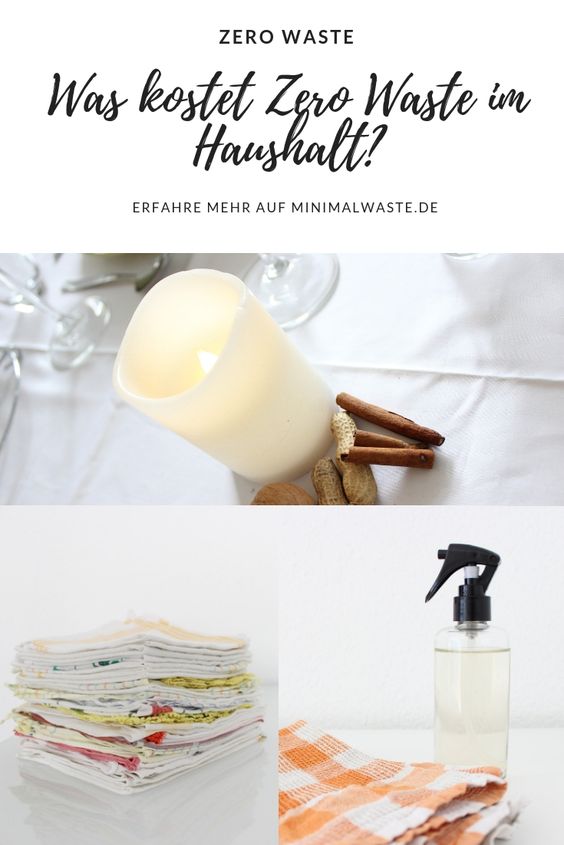 ZERO WASTE
Was kostet Zero Waste im
Haushalt?
ERFAHRE MEHR AUF MINIMALWASTE.DE